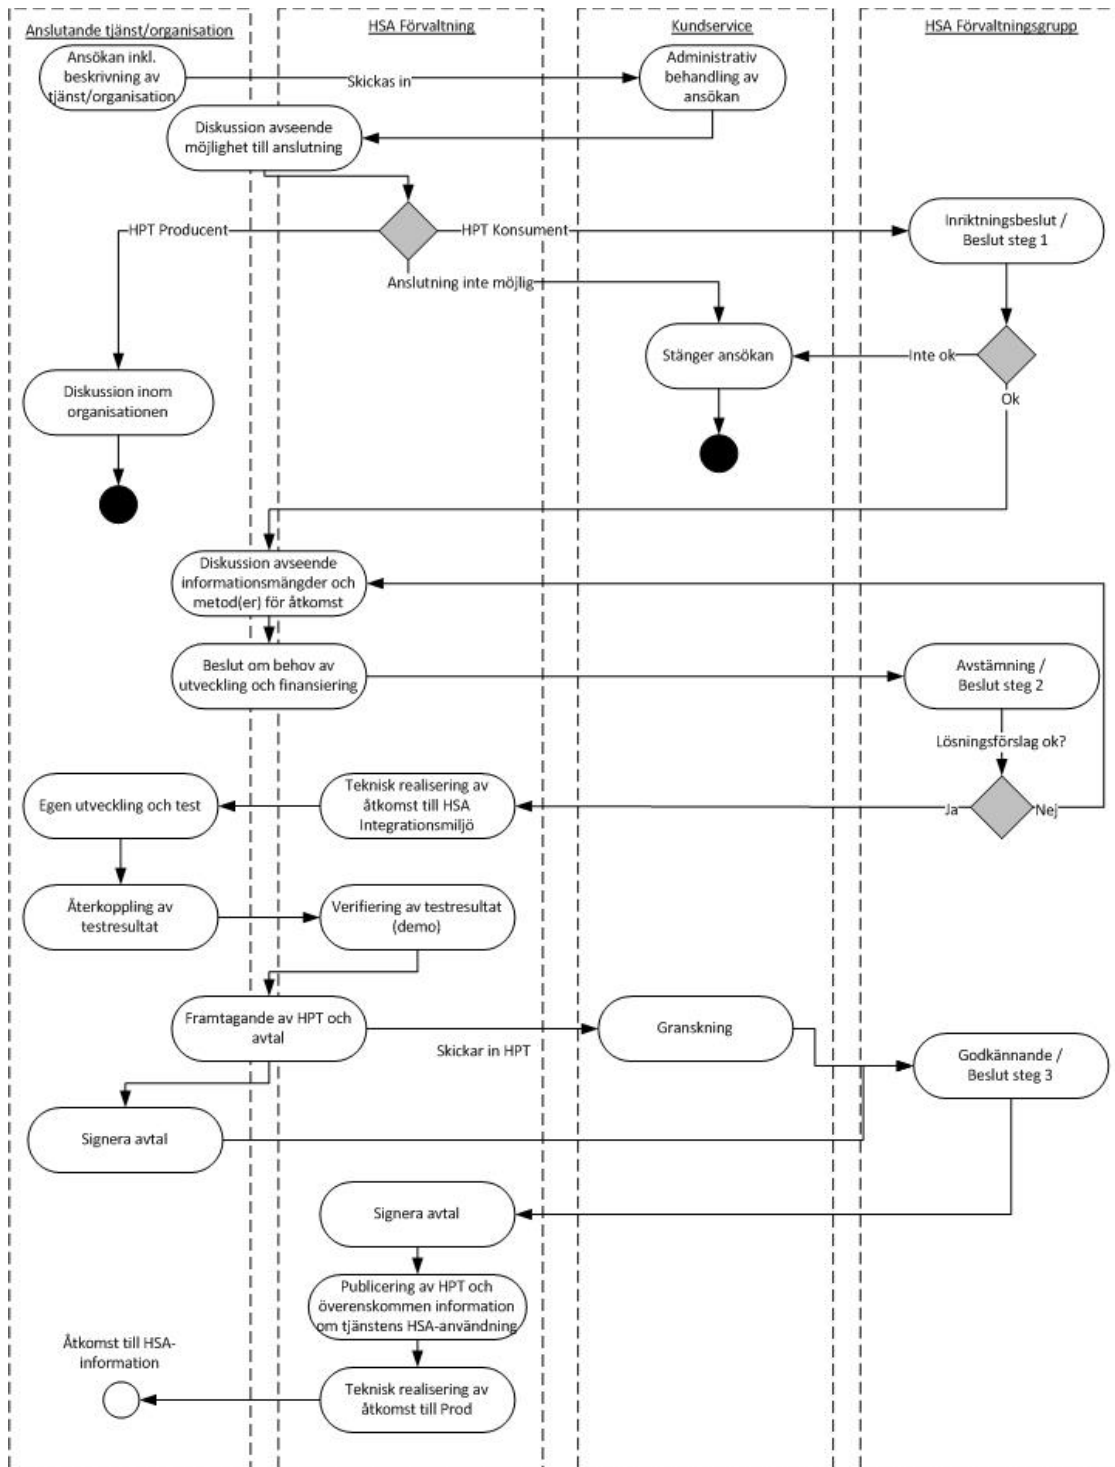 Anslutande tjänst/organisation
HSA Förvaltning
Kundservice
HSA Förvaltningsgrupp
Ansökan inkl.
beskrivning av
tjänst/organisation
Skickas in
Administrativ
behandling av
ansökan
Diskussion avseende
möjlighet till anslutning
HPT Producent
HPT Konsument
Inriktningsbeslut /
Beslut steg 1
Anslutning inte möjlig
Stänger ansökan
Inte ok
Ok
Diskussion inom
organisationen
Diskussion avseende
informationsmängder och
metod(er) för åtkomst
Beslut om behov av
utveckling och finansiering
Avstämning /
Beslut steg 2
Lösningsförslag ok?
Egen utveckling och test
Teknisk realisering av
åtkomst till HSA
Integrationsmiljö
Ja
Nej
Återkoppling av
testresultat
Verifiering av testresultat
(demo)
Framtagande av HPT och
avtal
Skickar in HPT
Granskning
Godkännande /
Beslut steg 3
Signera avtal
Signera avtal
Publicering av HPT och
överenskommen information
om tjänstens HSA-användning
Åtkomst till HSA-
information
Teknisk realisering av
åtkomst till Prod